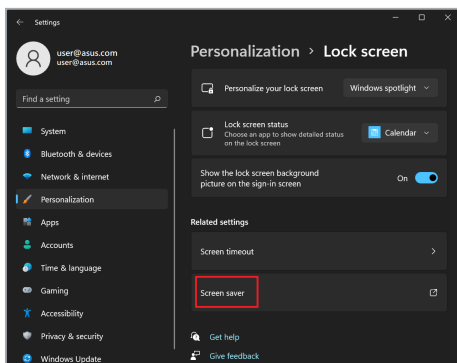 Settings
user@asus.com
user@asus.com
Find a setting
System
Bluetooth & devices
Network & internet
Personalization
Apps
Accounts
Time & language
Gaming
Accessibility
Privacy & security
Windows Update
Personalization > Lock screen
Personalize your lock screen
Windows spotlight
Lock screen status
Choose an app to show detailed status
on the lock screen
Calendar
Show the lock screen background
picture on the sign-in screen
On
Related settings
Screen timeout
Screen saver
Get help
Give feedback